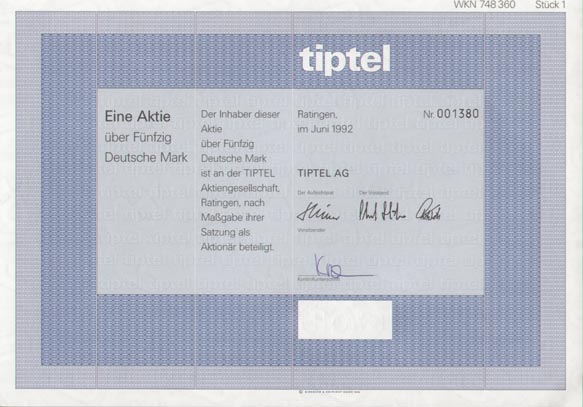 WKN 748 360 Stück 1
tiptel
Eine Aktie
über Fünfzig
Deutsche Mark
Der Inhaber dieser
Aktie
über Fünfzig
Deutsche Mark
ist an der TIPTEL
Aktiengesellschaft,
Ratingen, nach
Maßgabe ihrer
Satzung als
Aktionär beteiligt.
Ratingen,
im Juni 1992
Nr. 001380
TIPTEL AG
Der Aufsichtsrat
Der Vorstand
Vorsitzender
Kontrollunterschrift